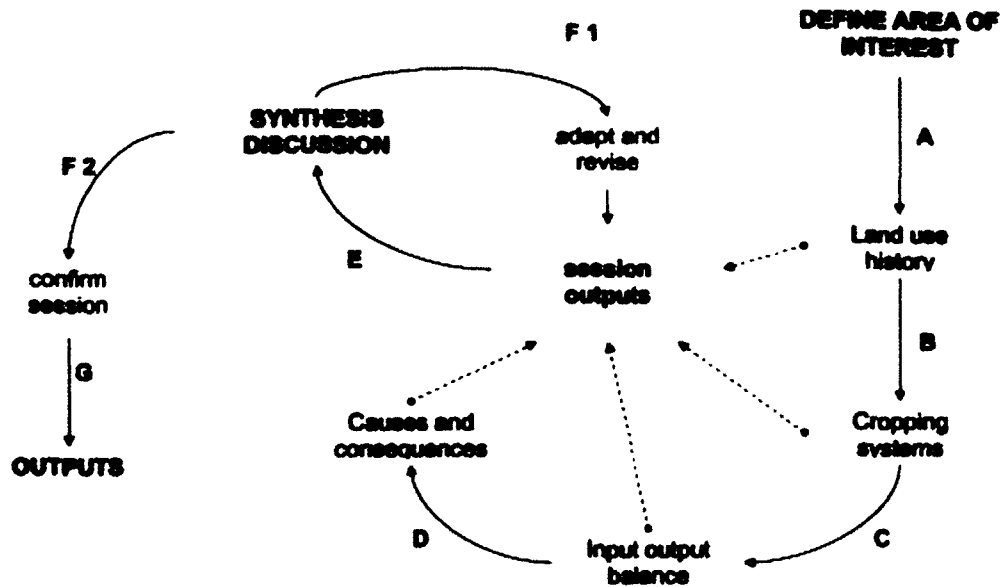 F 1
DEFINE AREA OF
INTEREST
SYNTHESIS
DISCUSSION
adapt and
revise
A
F 2
E
Land use
history
confirm
session
session
outputs
B
G
Causes and
consequences
Cropping
systems
OUTPUTS
D
Input output
balance
C